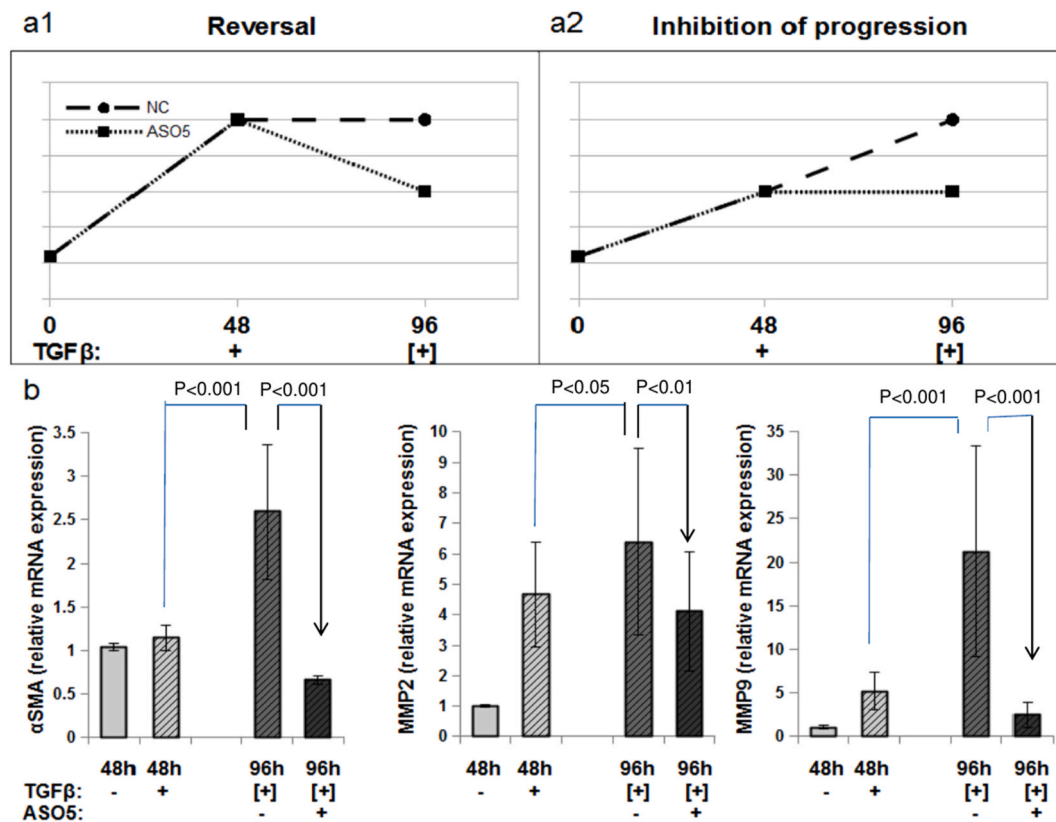 a1 Reversal
a2 Inhibition of progression
NC
ASO5
0 48 96
TGFβ: + [+]
0 48 96
+ [+]
b
P<0.001 P<0.001
αSMA (relative mRNA expression)
3.5
3
2.5
2
1.5
1
0.5
0
48h 48h 96h 96h
TGFβ: - + [+] [+]
ASO5: - +
P<0.05 P<0.01
MMP2 (relative mRNA expression)
10
9
8
7
6
5
4
3
2
1
0
48h 48h 96h 96h
- + [+] [+]
- +
P<0.001 P<0.001
MMP9 (relative mRNA expression)
35
30
25
20
15
10
5
0
48h 48h 96h 96h
- + [+] [+]
- +